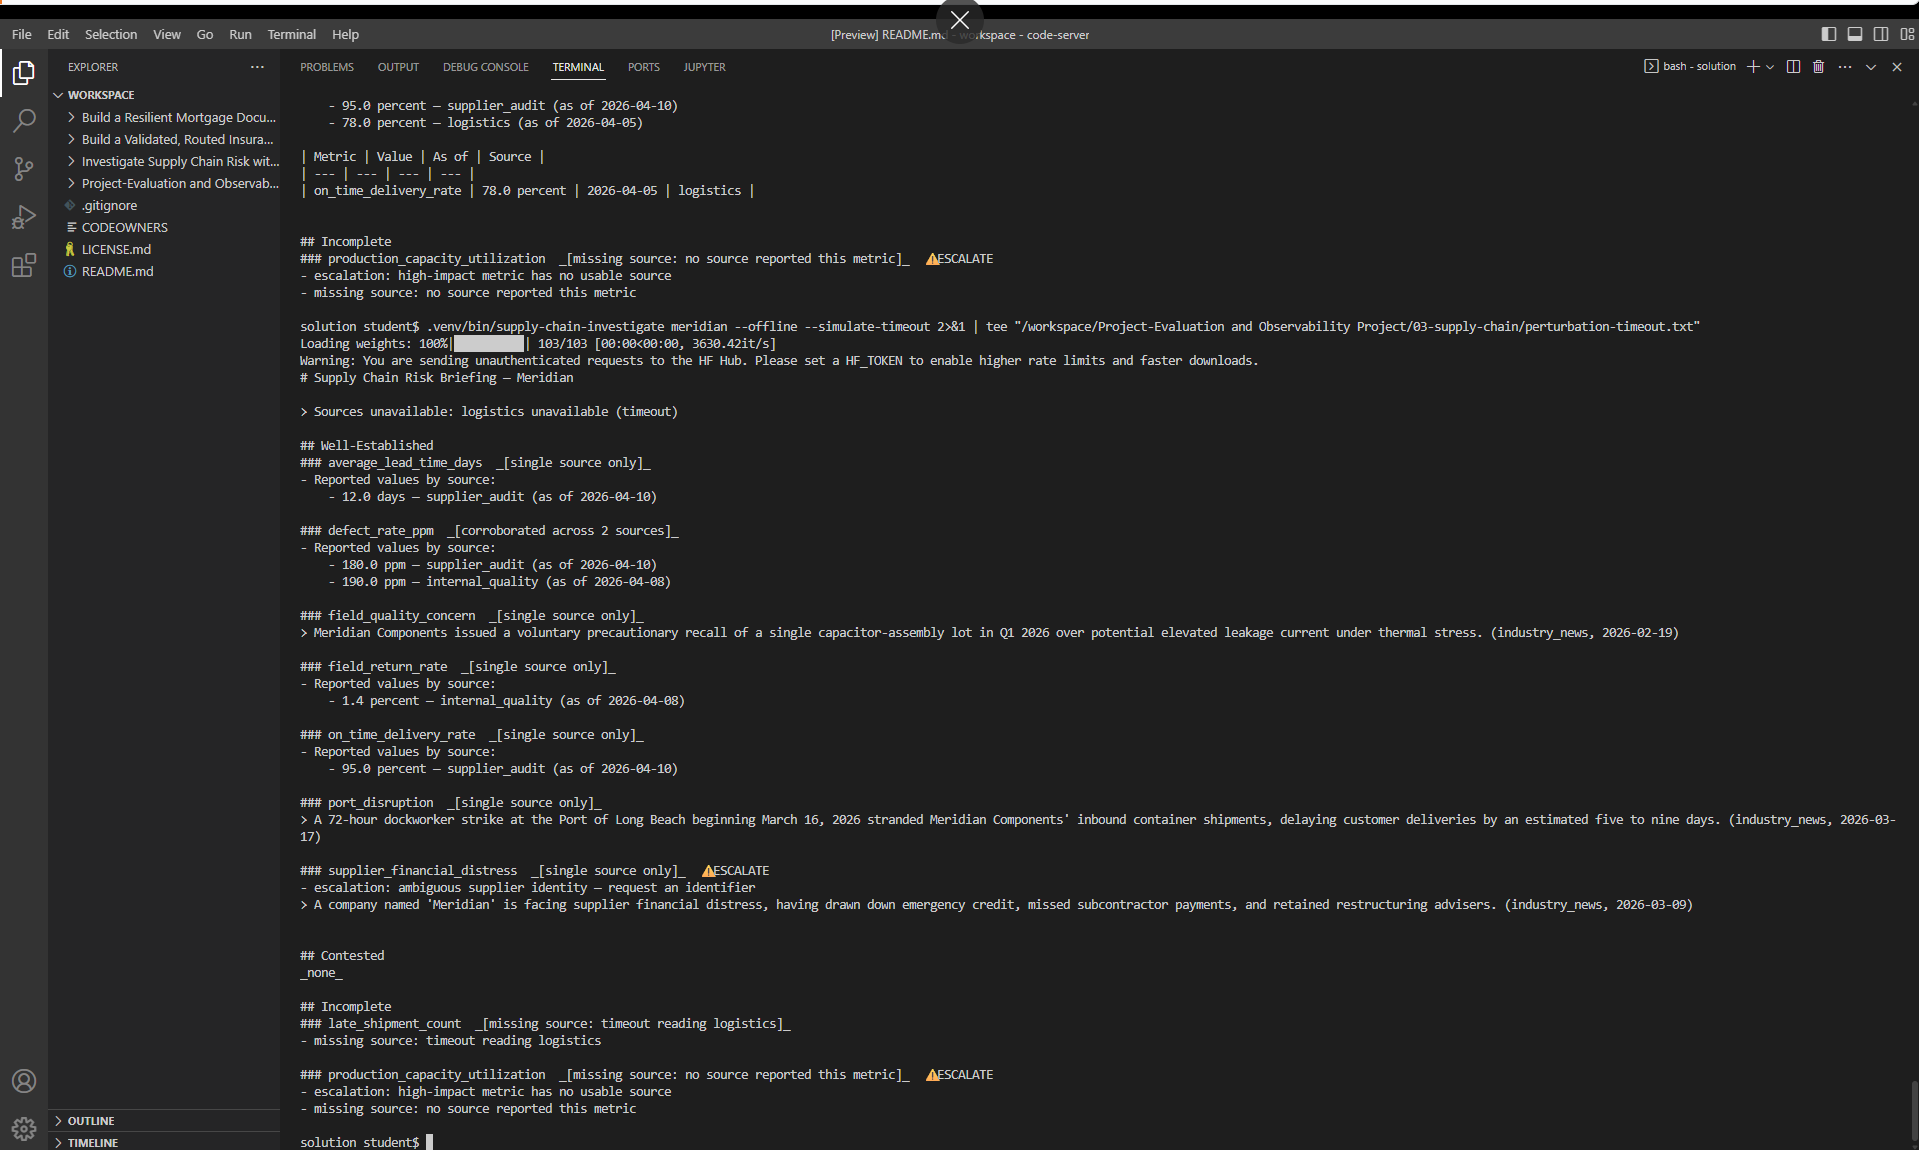 File Edit Selection View Go Run Terminal Help
[Preview] README.md - workspace - code-server
EXPLORER
PROBLEMS OUTPUT DEBUG CONSOLE TERMINAL PORTS JUPYTER
bash - solution
WORKSPACE
Build a Resilient Mortgage Docu...
Build a Validated, Routed Insura...
Investigate Supply Chain Risk wit...
Project-Evaluation and Observab...
.gitignore
CODEOWNERS
LICENSE.md
README.md
OUTLINE
TIMELINE
- 95.0 percent — supplier_audit (as of 2026-04-10)
- 78.0 percent — logistics (as of 2026-04-05)
| Metric | Value | As of | Source |
| --- | --- | --- | --- |
| on_time_delivery_rate | 78.0 percent | 2026-04-05 | logistics |
## Incomplete
### production_capacity_utilization _[missing source: no source reported this metric]_ ⚠ESCALATE
- escalation: high-impact metric has no usable source
- missing source: no source reported this metric
solution student$ .venv/bin/supply-chain-investigate meridian --offline --simulate-timeout 2>&1 | tee "/workspace/Project-Evaluation and Observability Project/03-supply-chain/perturbation-timeout.txt"
Loading weights: 100%|██████████| 103/103 [00:00<00:00, 3630.42it/s]
Warning: You are sending unauthenticated requests to the HF Hub. Please set a HF_TOKEN to enable higher rate limits and faster downloads.
# Supply Chain Risk Briefing — Meridian
> Sources unavailable: logistics unavailable (timeout)
## Well-Established
### average_lead_time_days _[single source only]_
- Reported values by source:
- 12.0 days — supplier_audit (as of 2026-04-10)
### defect_rate_ppm _[corroborated across 2 sources]_
- Reported values by source:
- 180.0 ppm — supplier_audit (as of 2026-04-10)
- 190.0 ppm — internal_quality (as of 2026-04-08)
### field_quality_concern _[single source only]_
> Meridian Components issued a voluntary precautionary recall of a single capacitor-assembly lot in Q1 2026 over potential elevated leakage current under thermal stress. (industry_news, 2026-02-19)
### field_return_rate _[single source only]_
- Reported values by source:
- 1.4 percent — internal_quality (as of 2026-04-08)
### on_time_delivery_rate _[single source only]_
- Reported values by source:
- 95.0 percent — supplier_audit (as of 2026-04-10)
### port_disruption _[single source only]_
> A 72-hour dockworker strike at the Port of Long Beach beginning March 16, 2026 stranded Meridian Components' inbound container shipments, delaying customer deliveries by an estimated five to nine days. (industry_news, 2026-03-
17)
### supplier_financial_distress _[single source only]_ ⚠ESCALATE
- escalation: ambiguous supplier identity — request an identifier
> A company named 'Meridian' is facing supplier financial distress, having drawn down emergency credit, missed subcontractor payments, and retained restructuring advisers. (industry_news, 2026-03-09)
## Contested
_none_
## Incomplete
### late_shipment_count _[missing source: timeout reading logistics]_
- missing source: timeout reading logistics
### production_capacity_utilization _[missing source: no source reported this metric]_ ⚠ESCALATE
- escalation: high-impact metric has no usable source
- missing source: no source reported this metric
solution student$